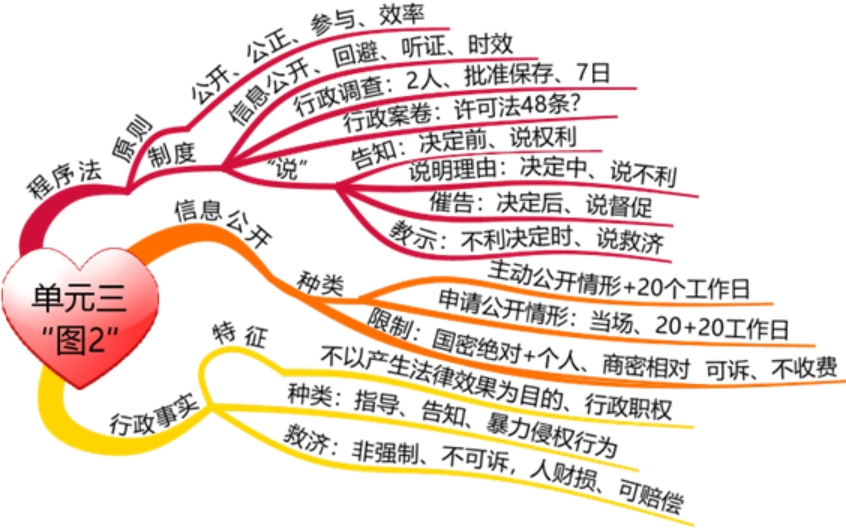 单元三
“图2”
程序法
原则
公开、公正、参与、效率
制度
信息公开、回避、听证、时效
行政调查：2人、批准保存、7日
行政案卷：许可法48条？
“说”
告知：决定前、说权利
说明理由：决定中、说不利
催告：决定后、说督促
教示：不利决定时、说救济
信息公开
种类
主动公开情形+20个工作日
申请公开情形：当场、20+20工作日
限制：国密绝对+个人、商密相对 可诉、不收费
行政事实
特征
不以产生法律效果为目的、行政职权
种类：指导、告知、暴力侵权行为
救济：非强制、不可诉，人财损、可赔偿